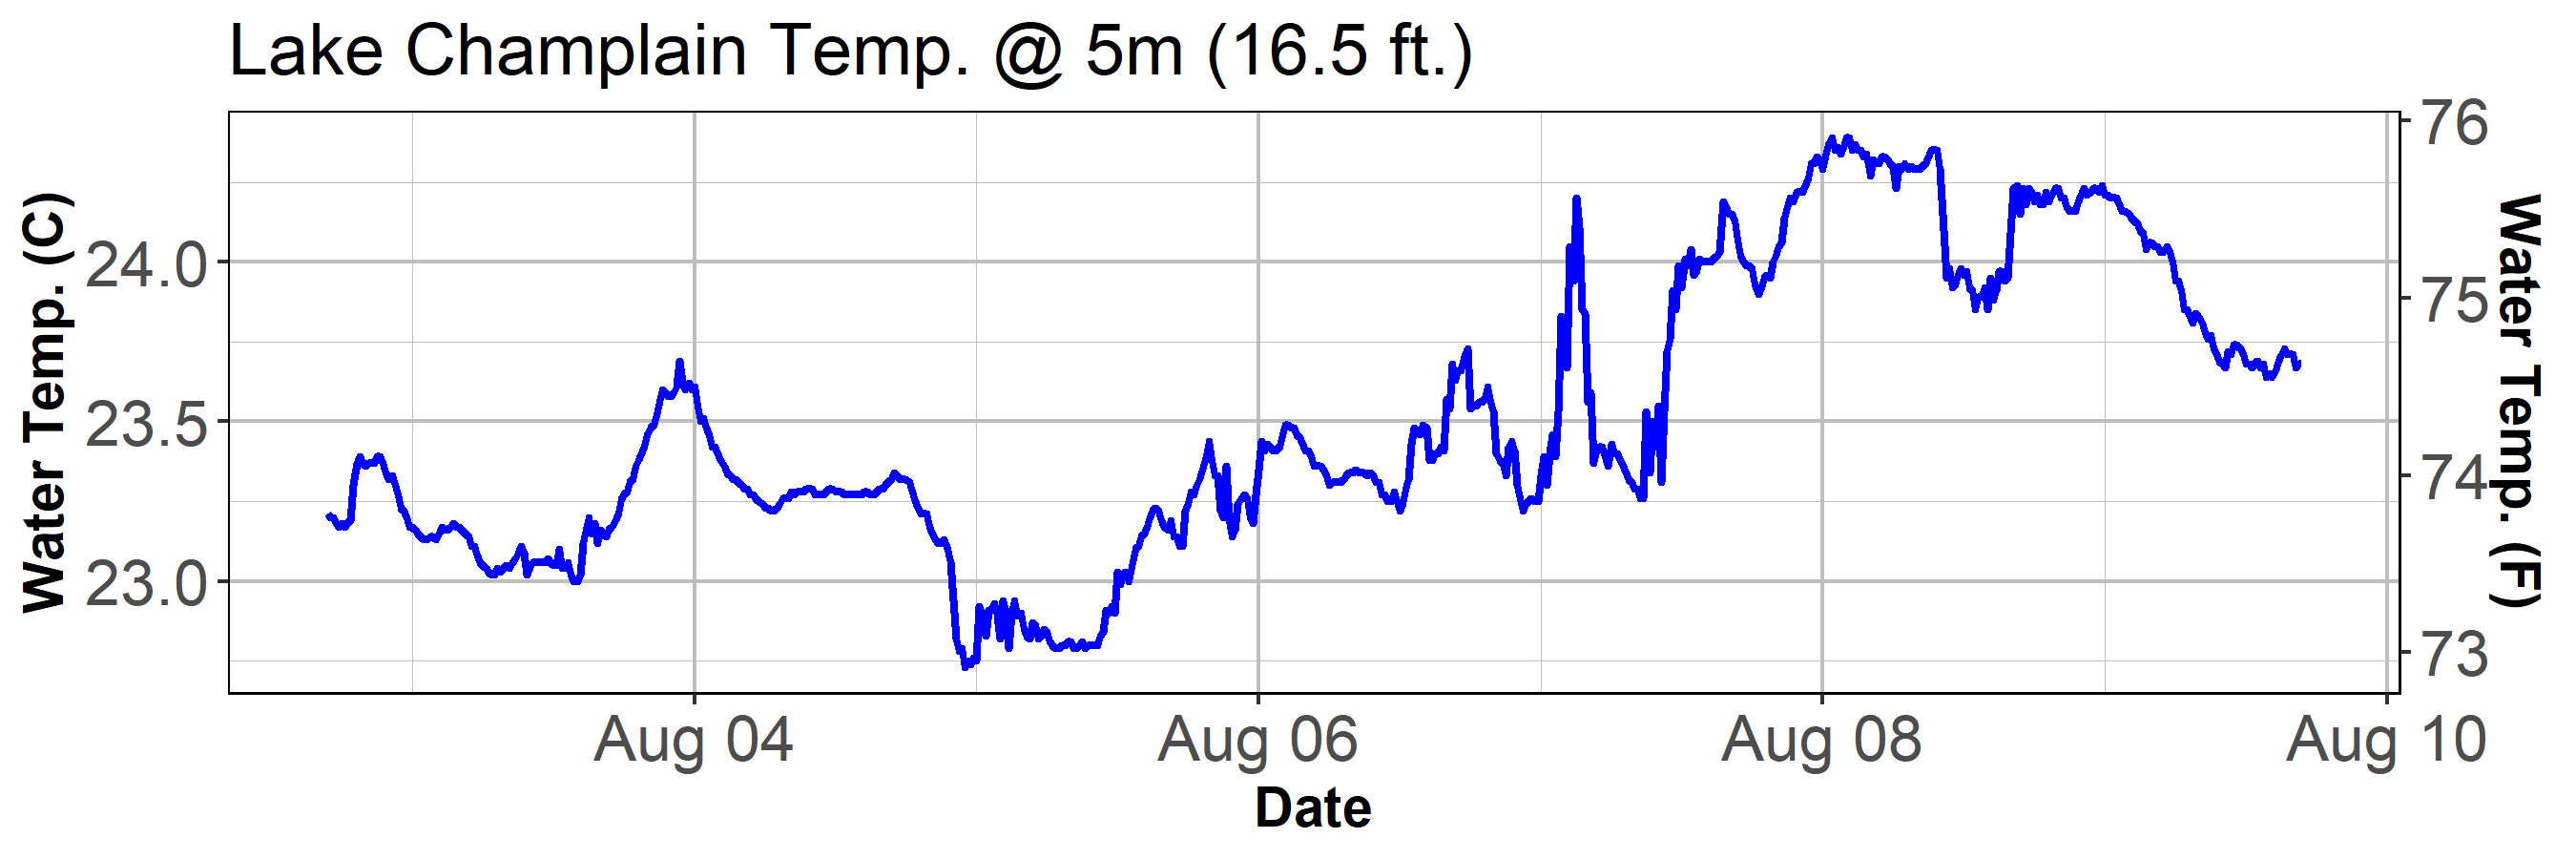 Lake Champlain Temp. @ 5m (16.5 ft.)
Water Temp. (C)
24.0
23.5
23.0
76
75
74
73
Water Temp. (F)
Aug 04
Aug 06
Aug 08
Aug 10
Date